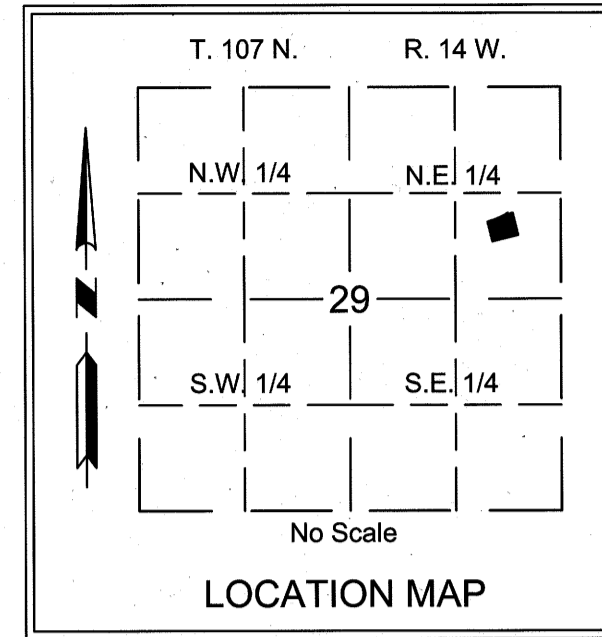 T. 107 N. R. 14 W.
N.W. 1/4 N.E. 1/4
N
29
S.W. 1/4 S.E. 1/4
No Scale
LOCATION MAP